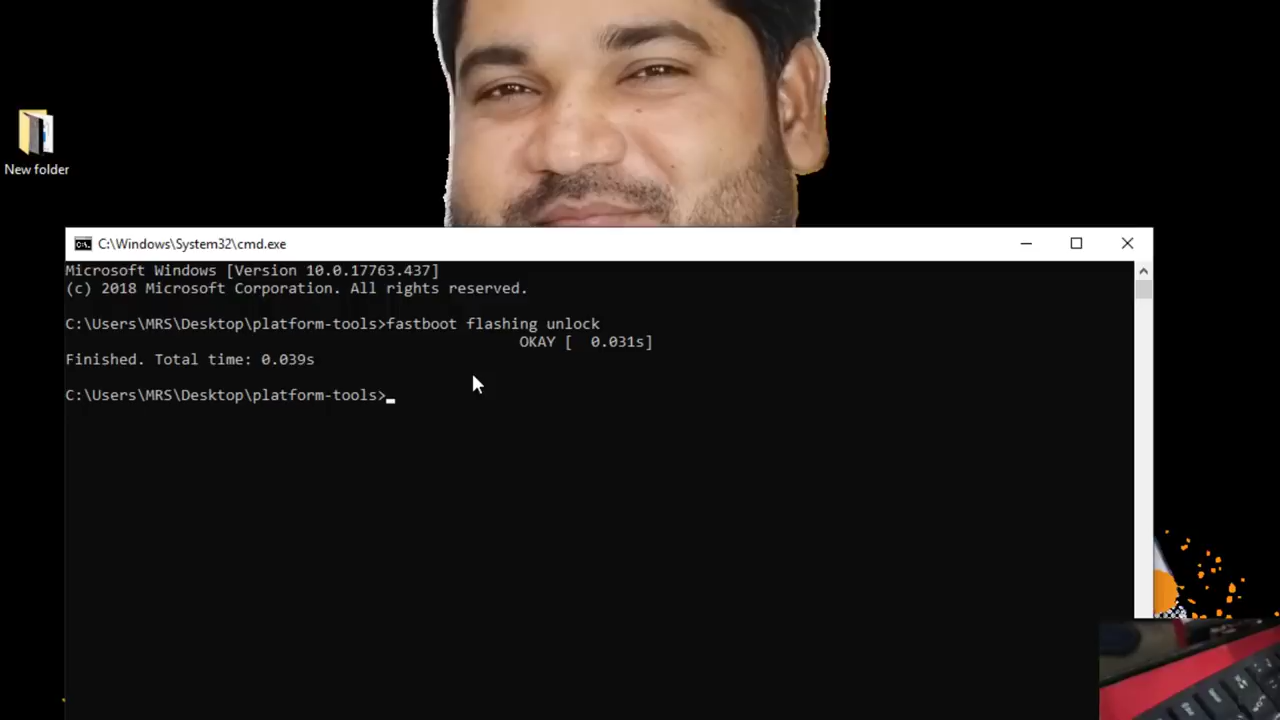 New folder
C:\Windows\System32\cmd.exe
Microsoft Windows [Version 10.0.17763.437]
(c) 2018 Microsoft Corporation. All rights reserved.
C:\Users\MRS\Desktop\platform-tools>fastboot flashing unlock
OKAY [  0.031s]
Finished. Total time: 0.039s
C:\Users\MRS\Desktop\platform-tools>